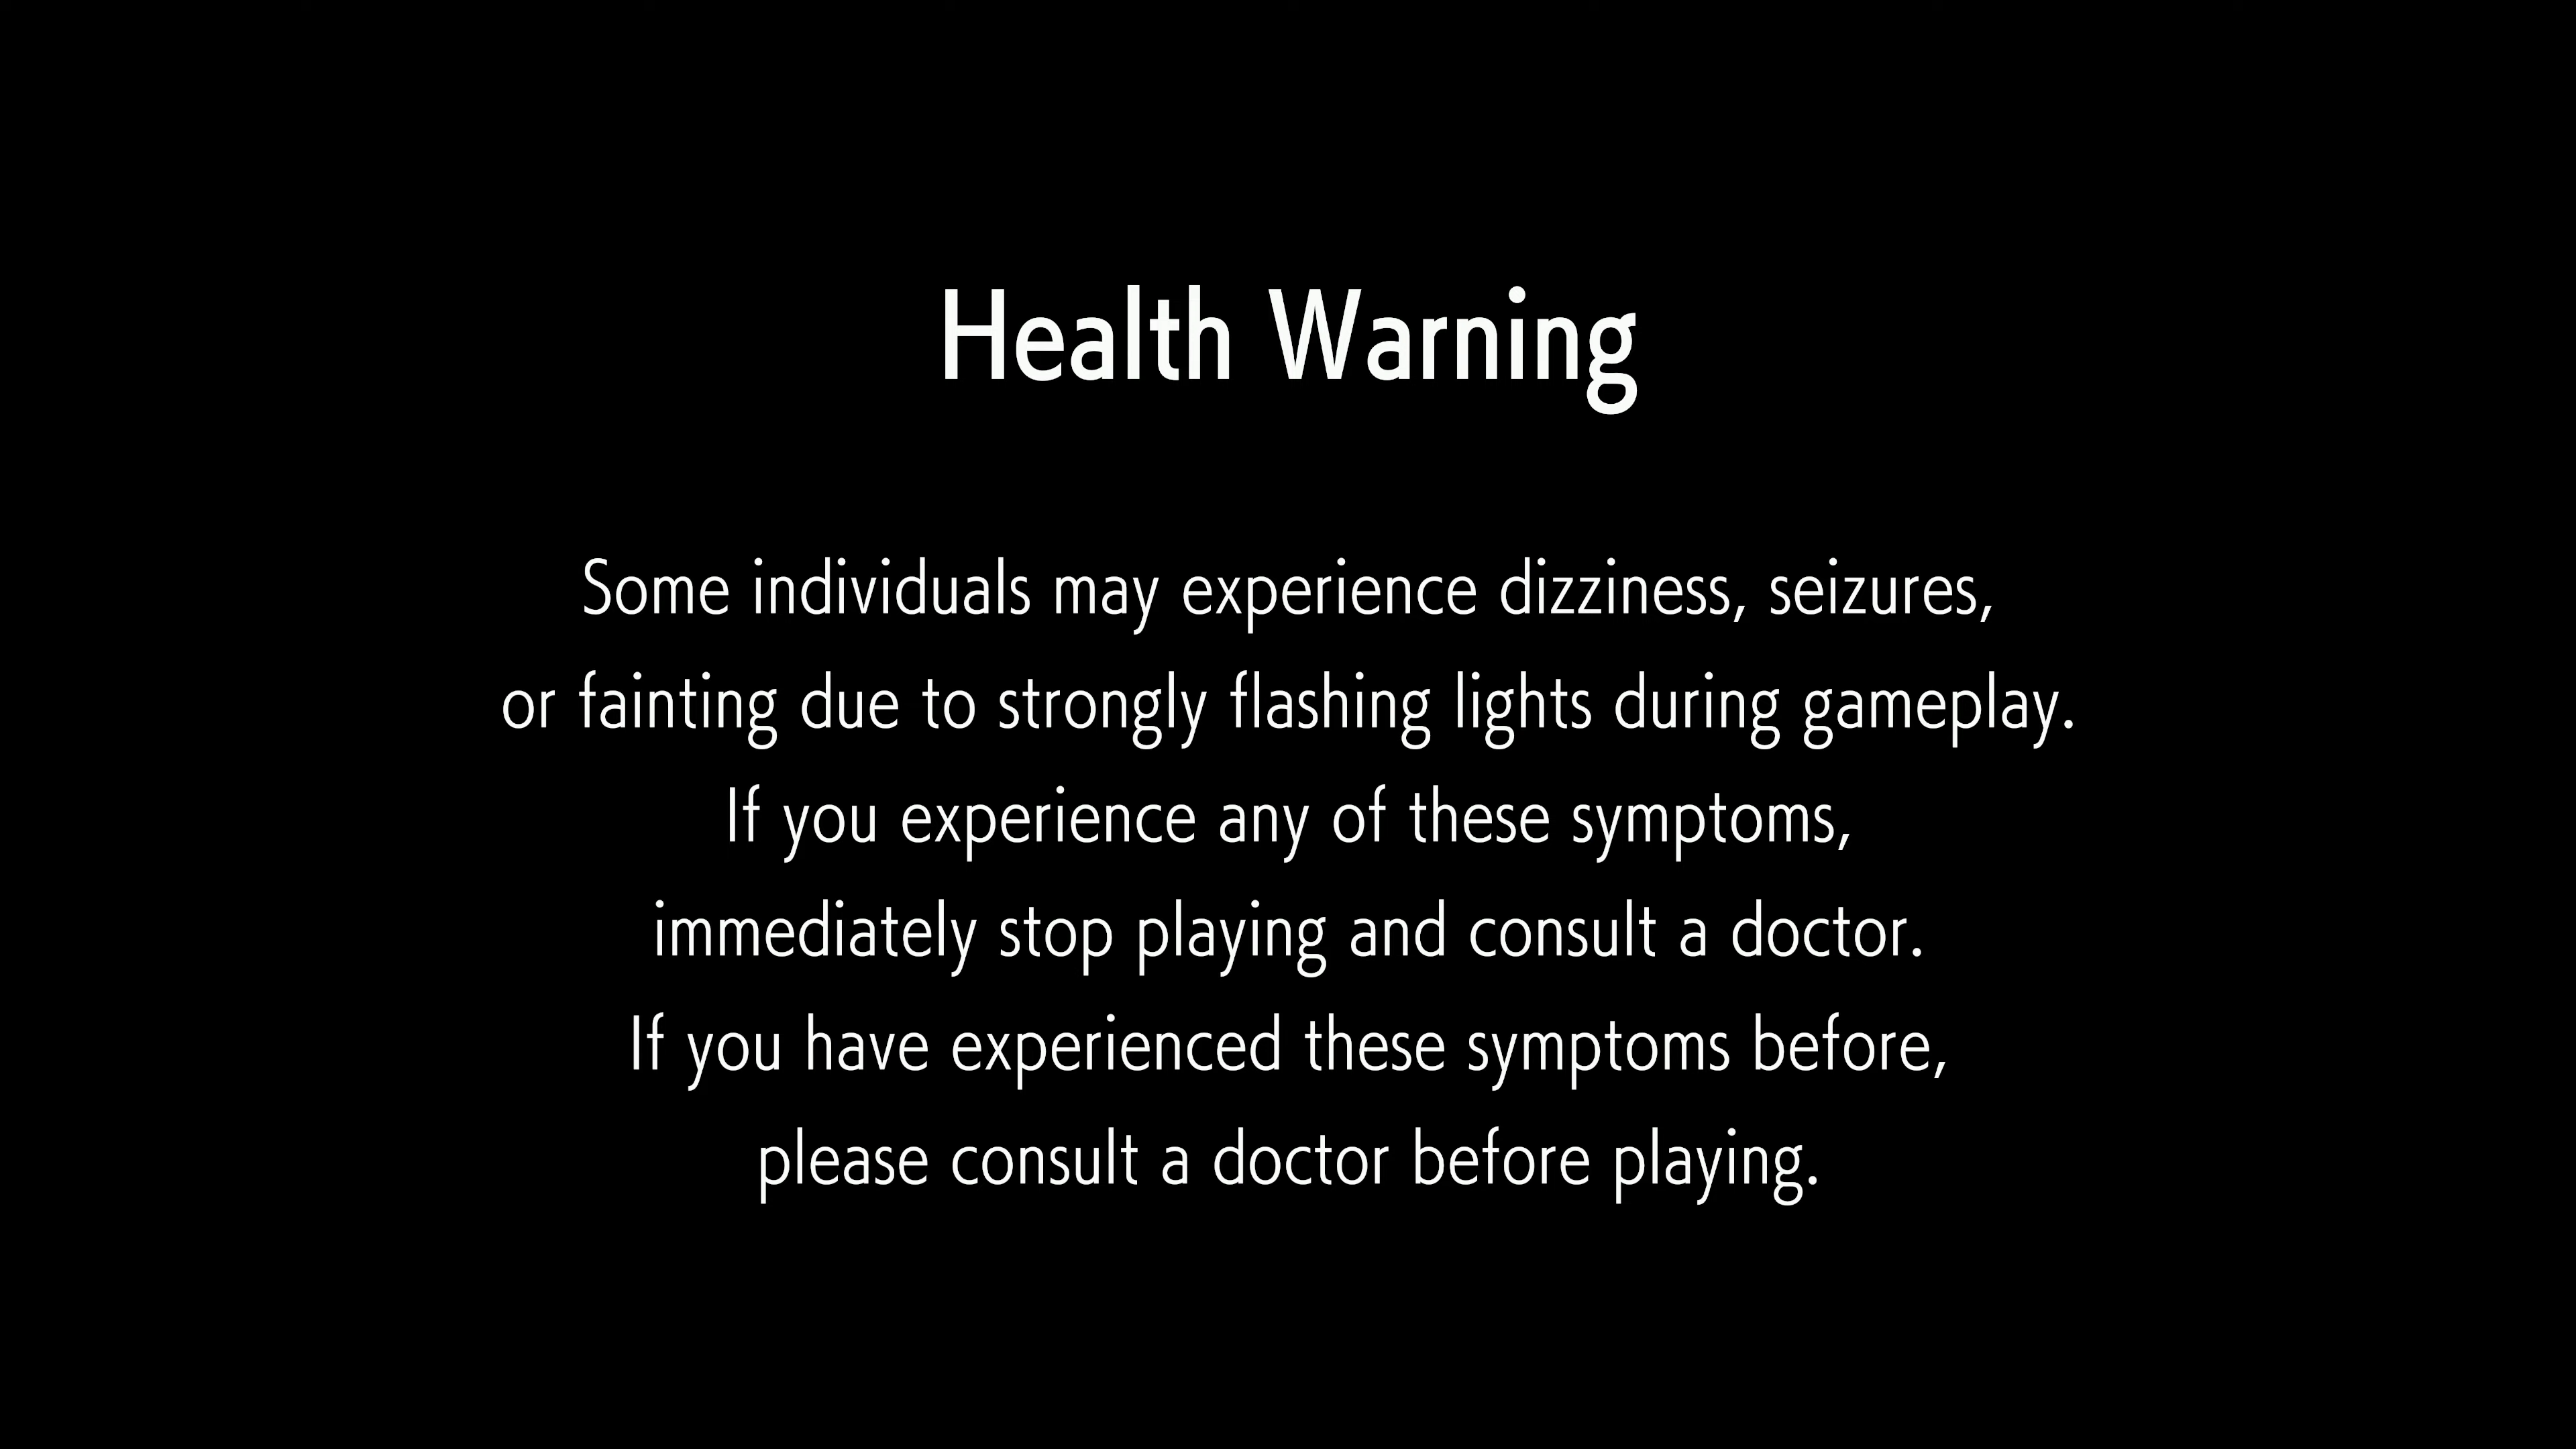 Health Warning
Some individuals may experience dizziness, seizures,
or fainting due to strongly flashing lights during gameplay.
If you experience any of these symptoms,
immediately stop playing and consult a doctor.
If you have experienced these symptoms before,
please consult a doctor before playing.